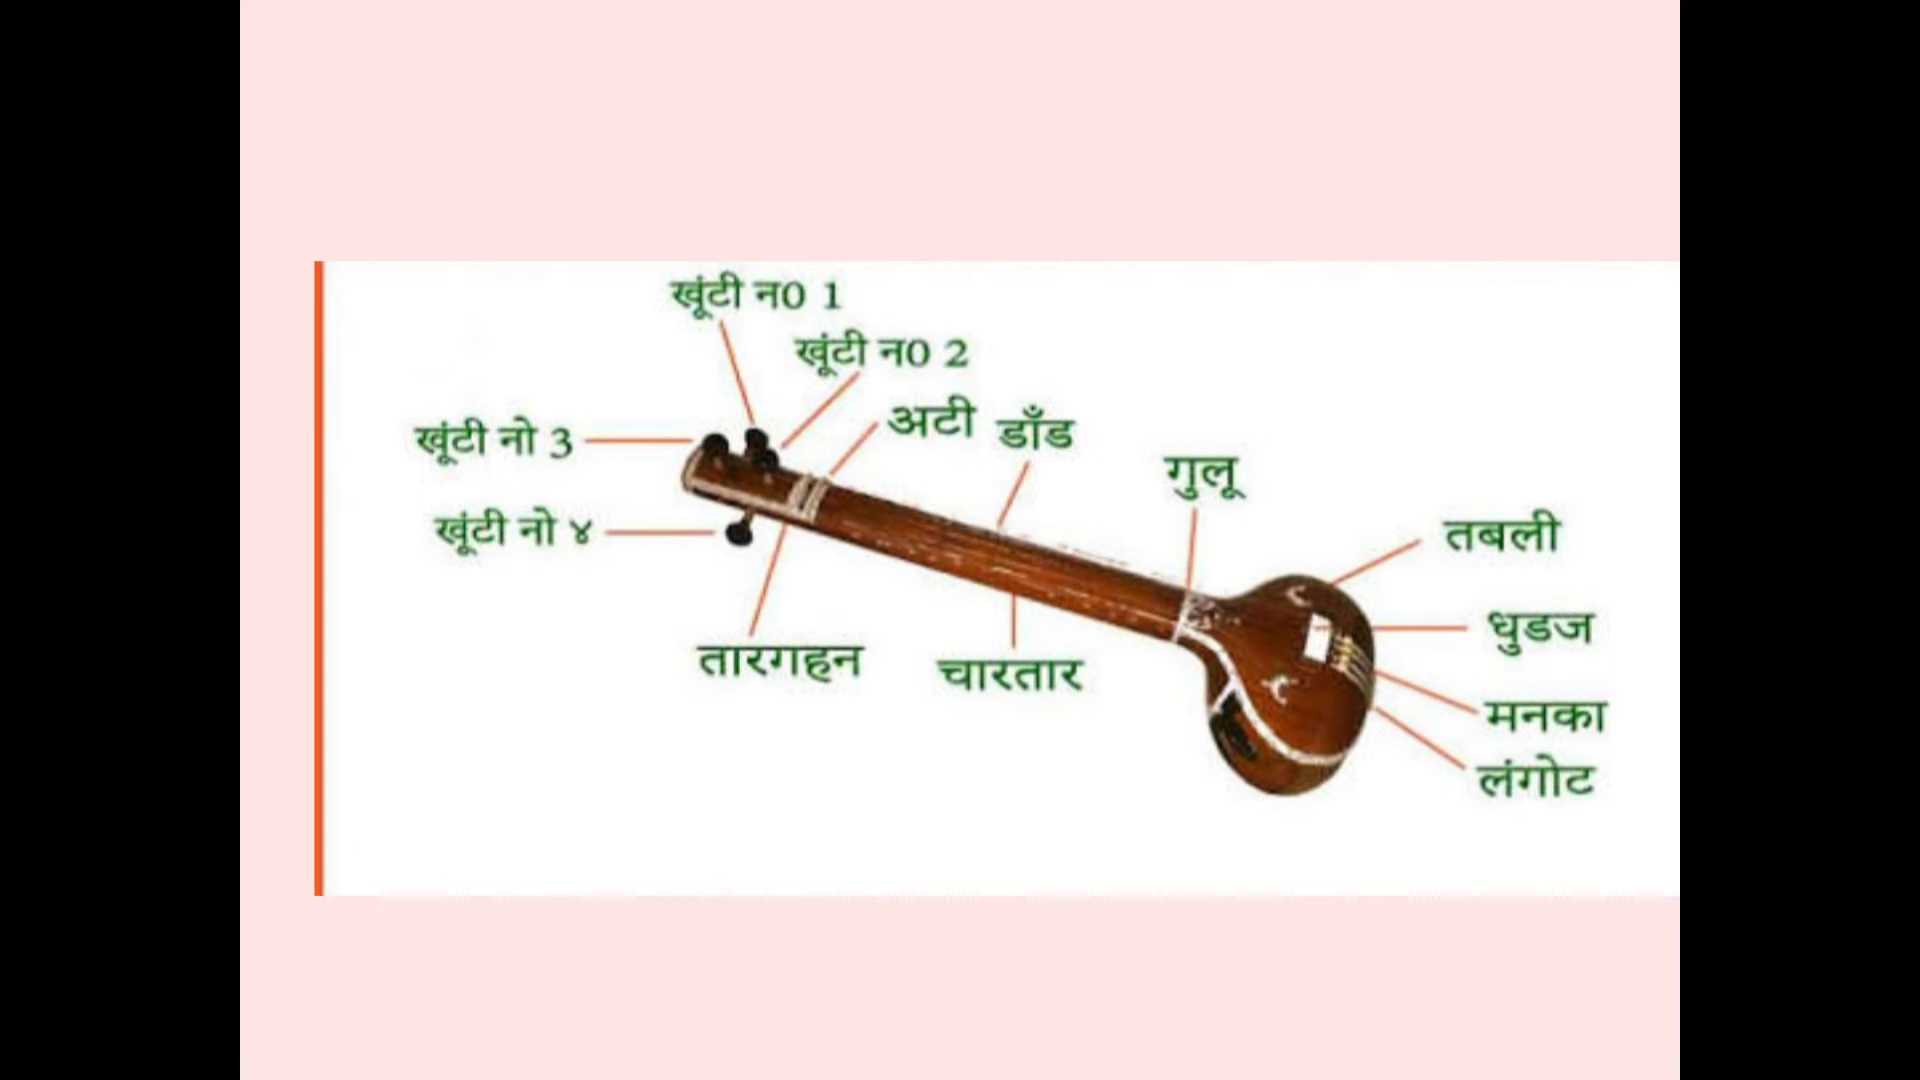 खूंटी न0 1
खूंटी न0 2
अटी
डाँड
खूंटी नो 3
गुलू
खूंटी नो ४
तबली
धुडज
तारगहन
चारतार
मनका
लंगोट